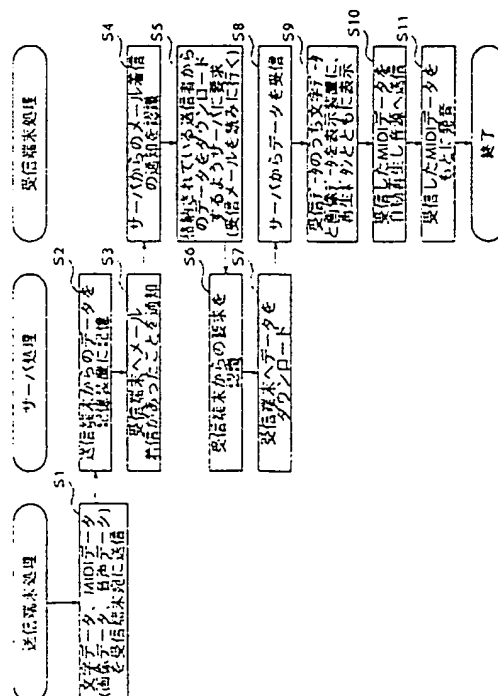 送信端末処理
S1
文字データ、MIDIデータ
(画像データ、音声データ)
を受信端末宛に送信
サーバ処理
S2
送信端末からのデータを
記憶装置に記憶
S3
受信端末へメール
着信があったことを通知
S6
受信端末からの要求を
認識
S7
受信端末へデータを
ダウンロード
受信端末処理
S4
サーバからのメール着信
の通知を認識
S5
格納されている送信者から
のデータをダウンロード
するようサーバに要求
(受信メールを読みに行く)
S8
サーバからデータを受信
S9
受信データのうち文字データ
と画像データを表示装置に、
再生ボタンとともに表示
S10
受信したMIDIデータを
自動再生し音源へ送信
S11
受信したMIDIデータを
もとに発音
終了